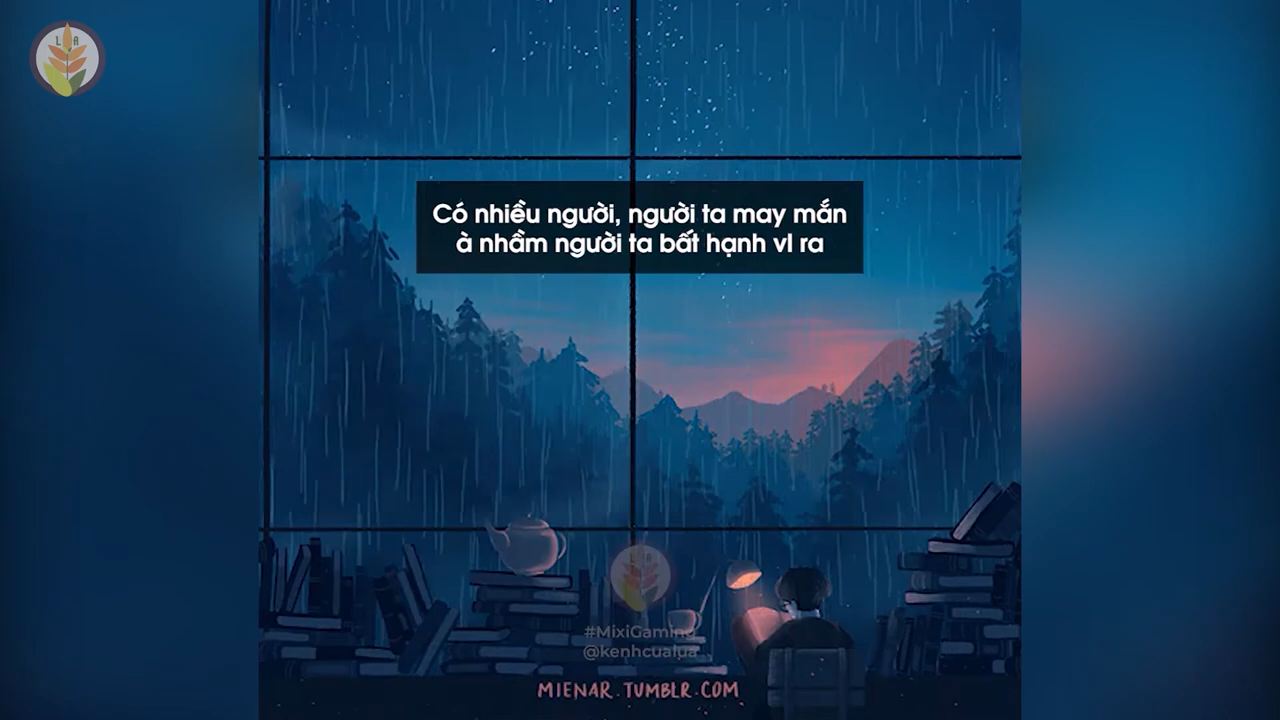 L A
Có nhiều người, người ta may mắn
à nhầm người ta bất hạnh vl ra
L A
#MixiGaming
@kenhcualua
MIENAR.TUMBLR.COM